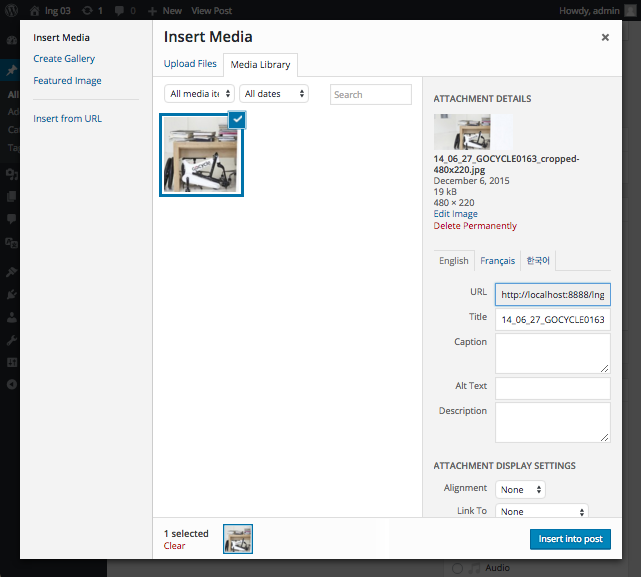 lng 03
1
0
New
View Post
Howdy, admin
Insert Media
Create Gallery
Featured Image
Insert from URL
Insert Media
Upload Files
Media Library
All media ite
All dates
Search
ATTACHMENT DETAILS
14_06_27_GOCYCLE0163_cropped-
480x220.jpg
December 6, 2015
19 kB
480 × 220
Edit Image
Delete Permanently
English
Français
한국어
URL
http://localhost:8888/lng
Title
14_06_27_GOCYCLE0163
Caption
Alt Text
Description
ATTACHMENT DISPLAY SETTINGS
Alignment
None
Link To
None
1 selected
Clear
Insert into post
Audio
All
Ad
Ca
Tag